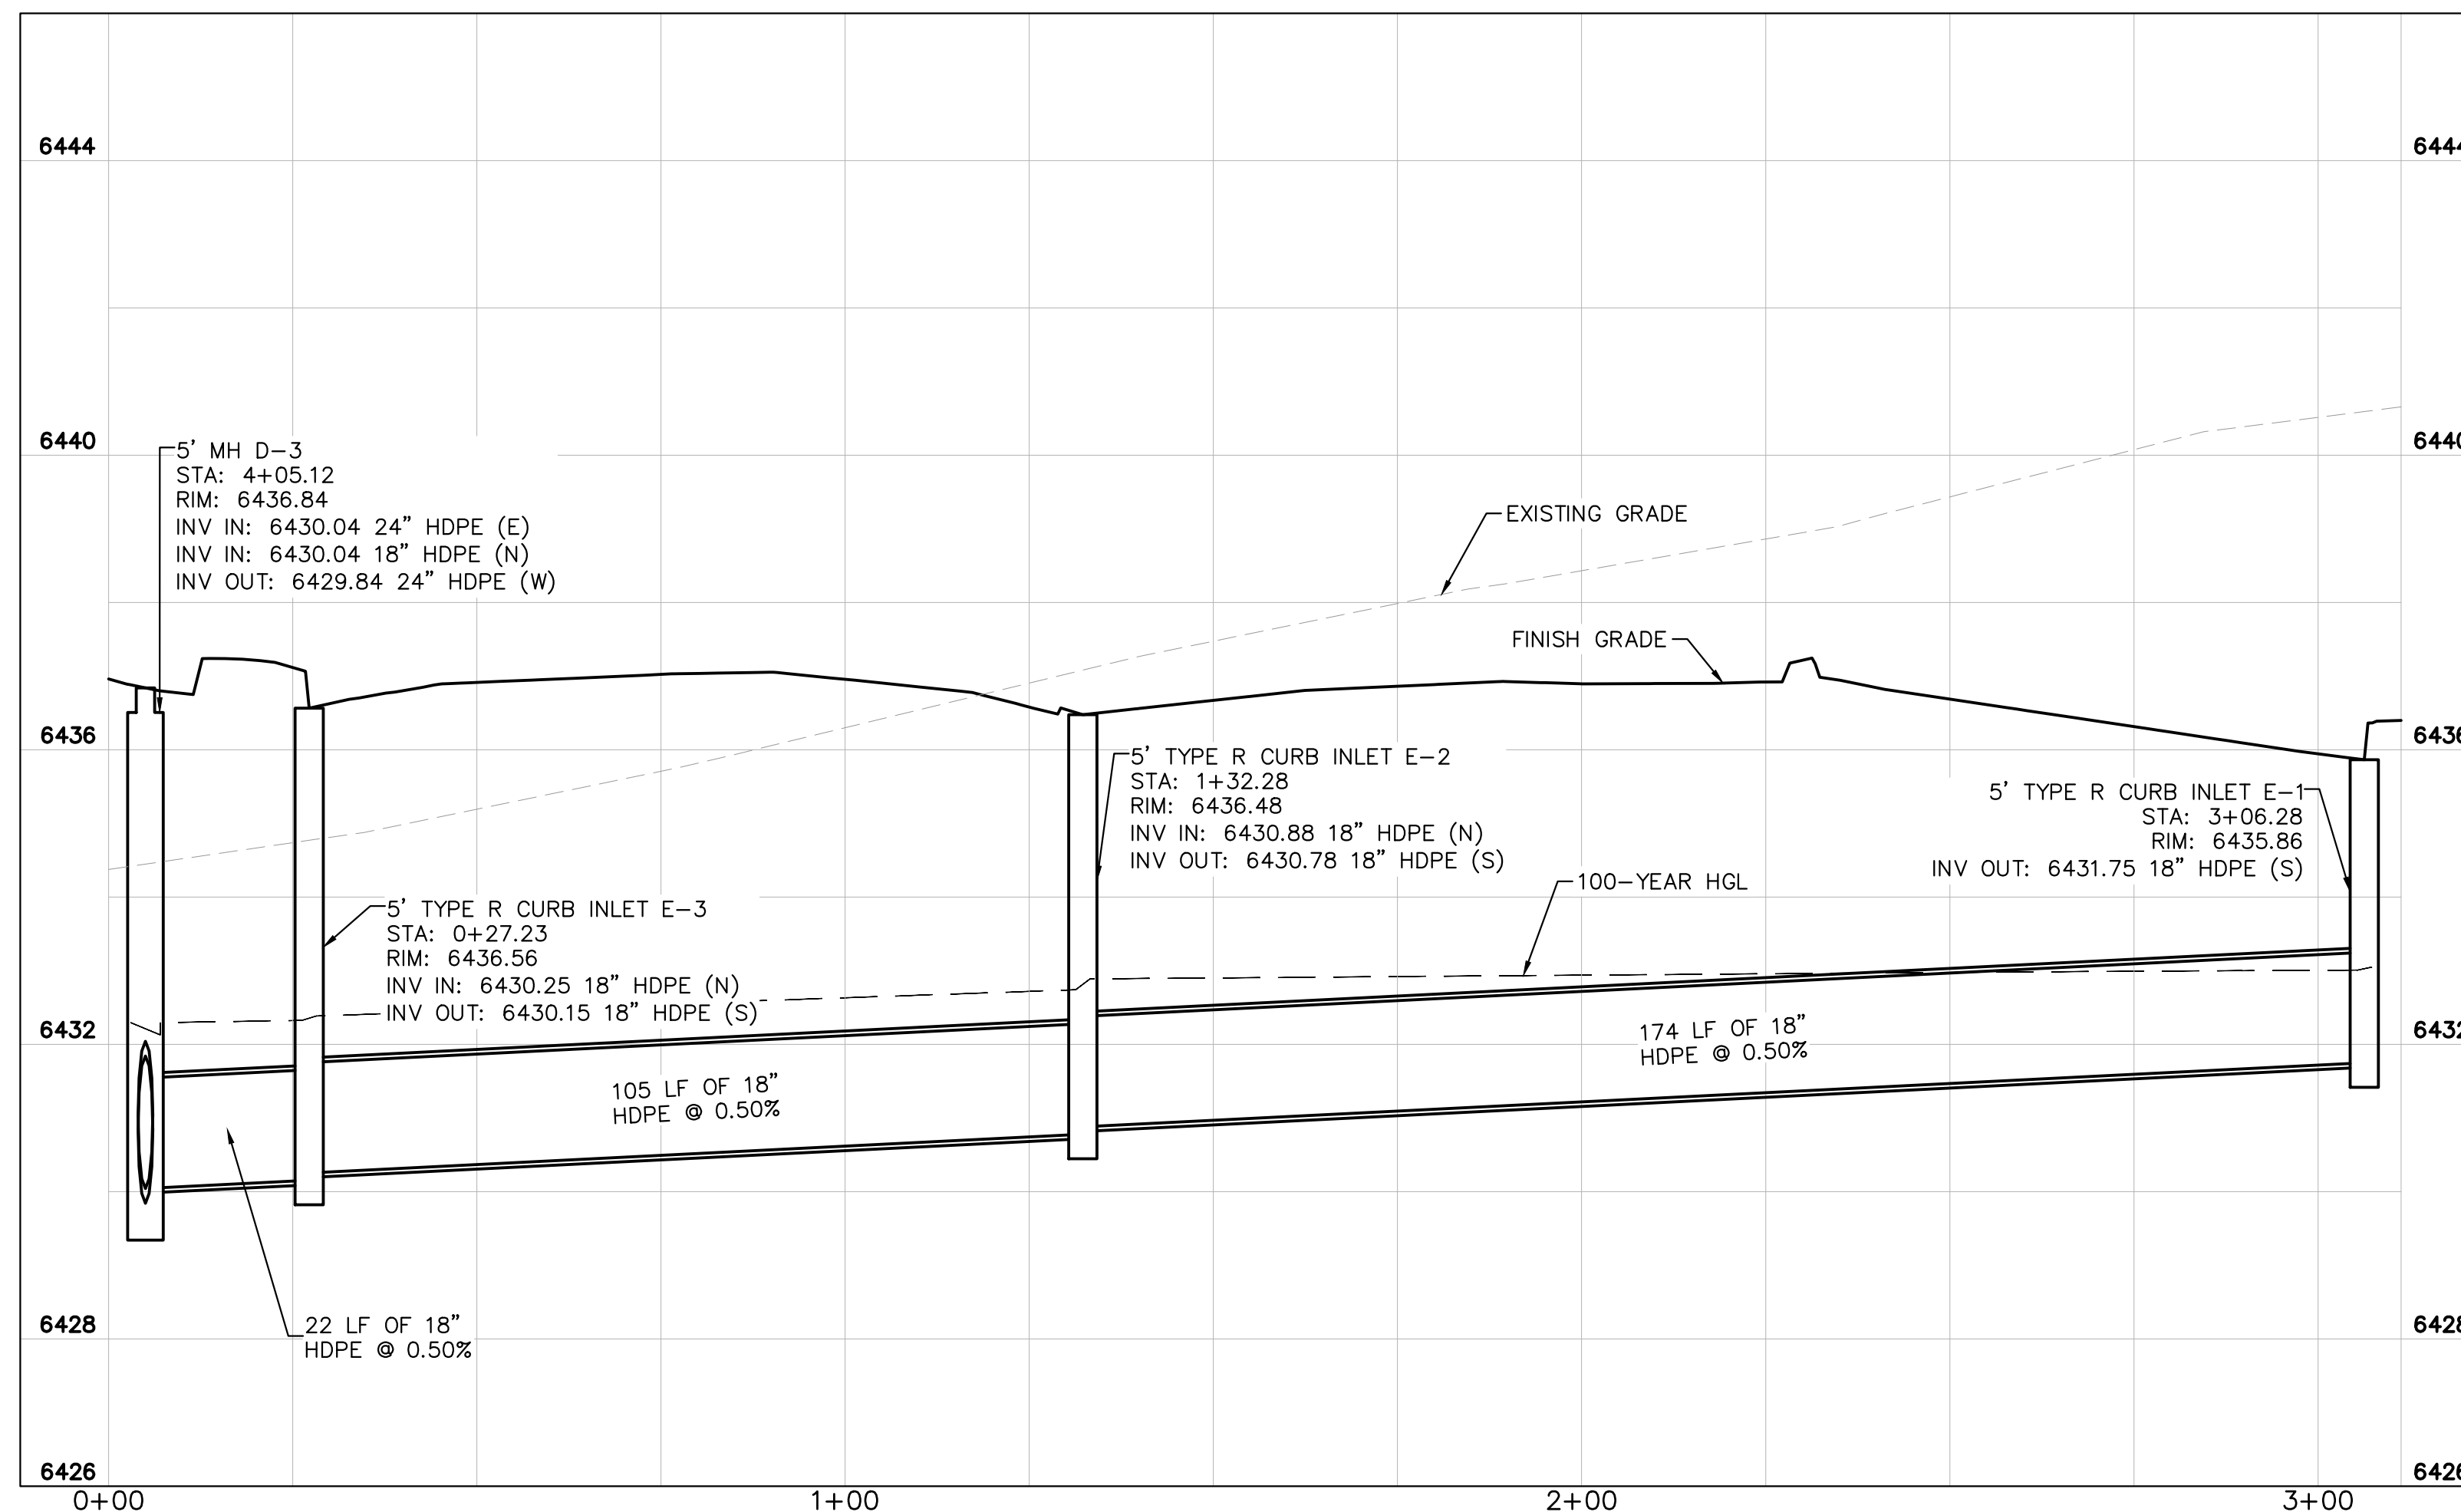 6444
6444
6440
6440
5' MH D-3
STA: 4+05.12
RIM: 6436.84
INV IN: 6430.04 24" HDPE (E)
INV IN: 6430.04 18" HDPE (N)
INV OUT: 6429.84 24" HDPE (W)
EXISTING GRADE
FINISH GRADE
6436
6436
5' TYPE R CURB INLET E-2
STA: 1+32.28
RIM: 6436.48
INV IN: 6430.88 18" HDPE (N)
INV OUT: 6430.78 18" HDPE (S)
5' TYPE R CURB INLET E-1
STA: 3+06.28
RIM: 6435.86
INV OUT: 6431.75 18" HDPE (S)
100-YEAR HGL
5' TYPE R CURB INLET E-3
STA: 0+27.23
RIM: 6436.56
INV IN: 6430.25 18" HDPE (N)
INV OUT: 6430.15 18" HDPE (S)
6432
6432
174 LF OF 18"
HDPE @ 0.50%
105 LF OF 18"
HDPE @ 0.50%
22 LF OF 18"
HDPE @ 0.50%
6428
6428
6426
6426
0+00
1+00
2+00
3+00